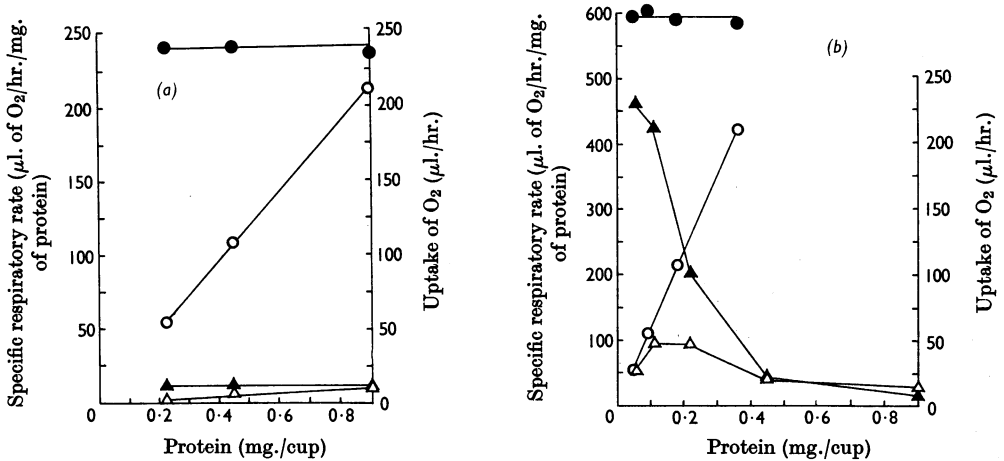 Specific respiratory rate (μl. of O₂/hr./mg.
of protein)
250
200
150
100
50
(a)
200
150
100
50
0
Uptake of O₂ (μl./hr.)
0 0·2 0·4 0·6 0·8
Protein (mg./cup)
Specific respiratory rate (μl. of O₂/hr./mg.
of protein)
600
500
400
300
200
100
(b)
250
200
150
100
50
0
Uptake of O₂ (μl./hr.)
0 0·2 0·4 0·6 0·8
Protein (mg./cup)